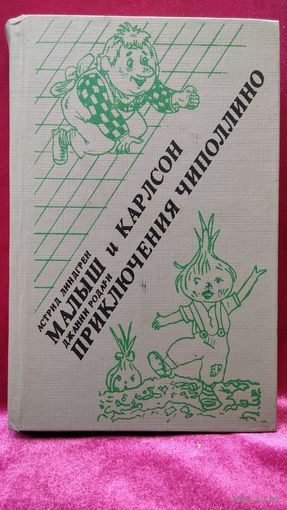 АСТРИД ЛИНДГРЕН
МАЛЫШ И КАРЛСОН
ДЖАННИ РОДАРИ
ПРИКЛЮЧЕНИЯ ЧИПОЛЛИНО